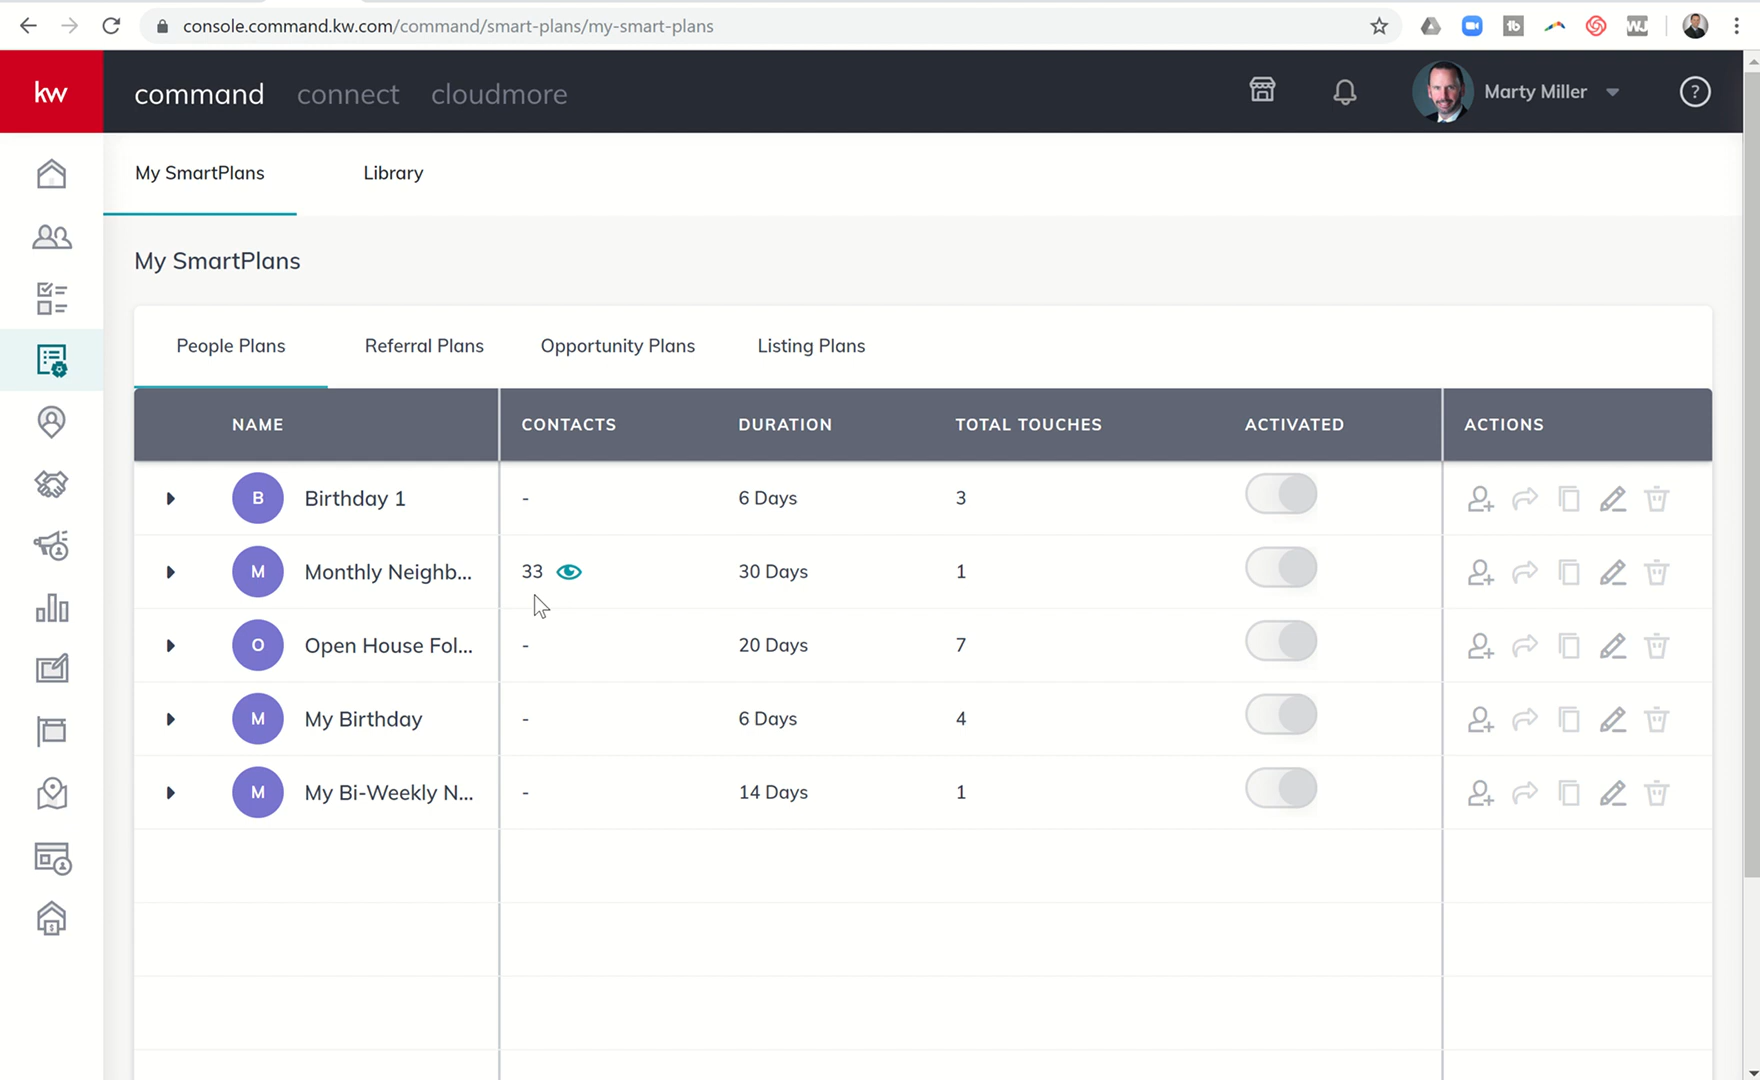 console.command.kw.com/command/smart-plans/my-smart-plans
kw command connect cloudmore Marty Miller ?
My SmartPlans Library
My SmartPlans
People Plans Referral Plans Opportunity Plans Listing Plans
NAME CONTACTS DURATION TOTAL TOUCHES ACTIVATED ACTIONS
B Birthday 1 - 6 Days 3
M Monthly Neighb... 33 30 Days 1
O Open House Fol... - 20 Days 7
M My Birthday - 6 Days 4
M My Bi-Weekly N... - 14 Days 1